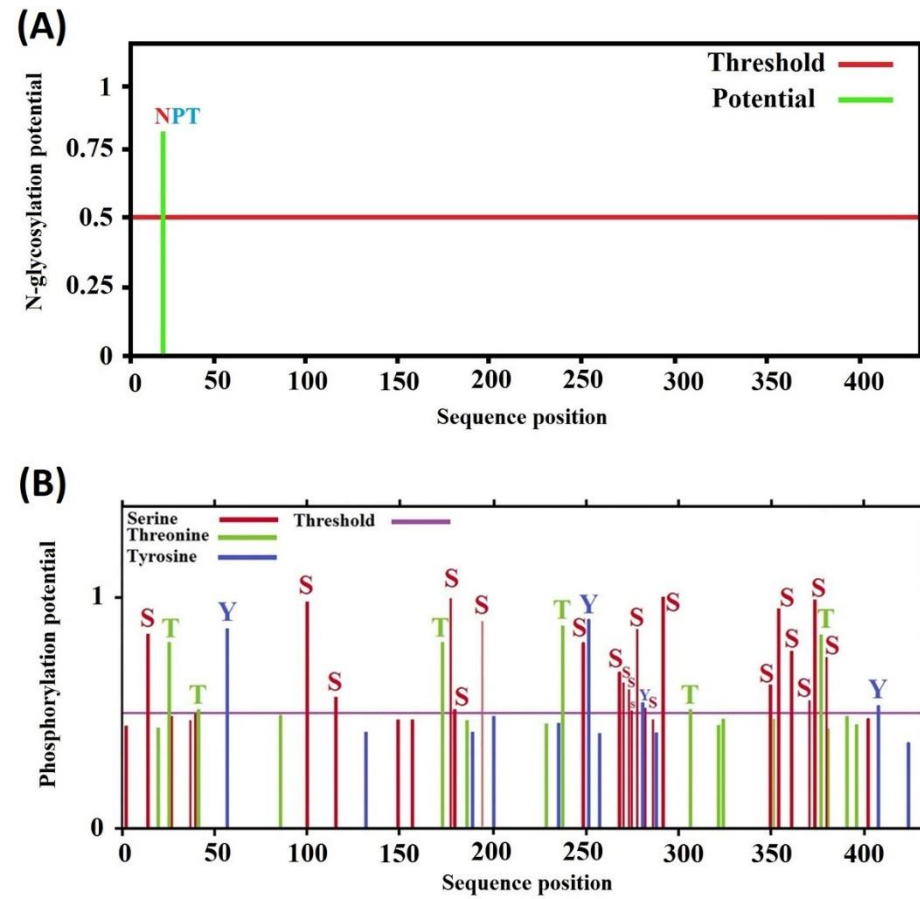 (A)
N-glycosylation potential
1
0.75
0.5
0.25
0
NPT
Threshold
Potential
0 50 100 150 200 250 300 350 400
Sequence position
(B)
Phosphorylation potential
1
0
Serine
Threonine
Tyrosine
Threshold
S T T Y S S T S S S T S Y S S S S S Y S S T S S S S S T S Y
0 50 100 150 200 250 300 350 400
Sequence position